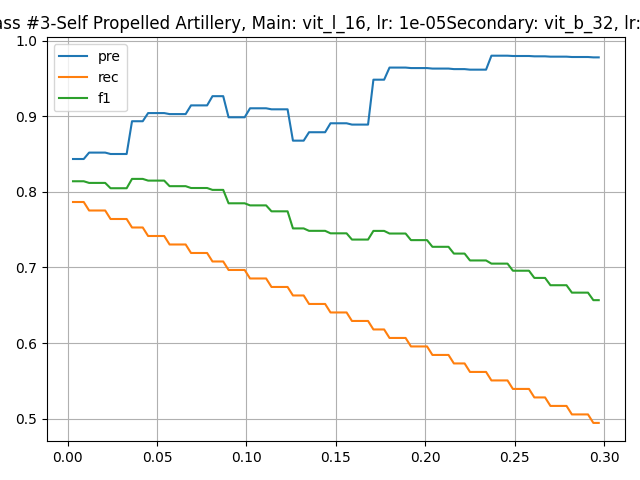 ass #3-Self Propelled Artillery, Main: vit_l_16, lr: 1e-05Secondary: vit_b_32, lr:
pre
rec
f1
1.0
0.9
0.8
0.7
0.6
0.5
0.00 0.05 0.10 0.15 0.20 0.25 0.30